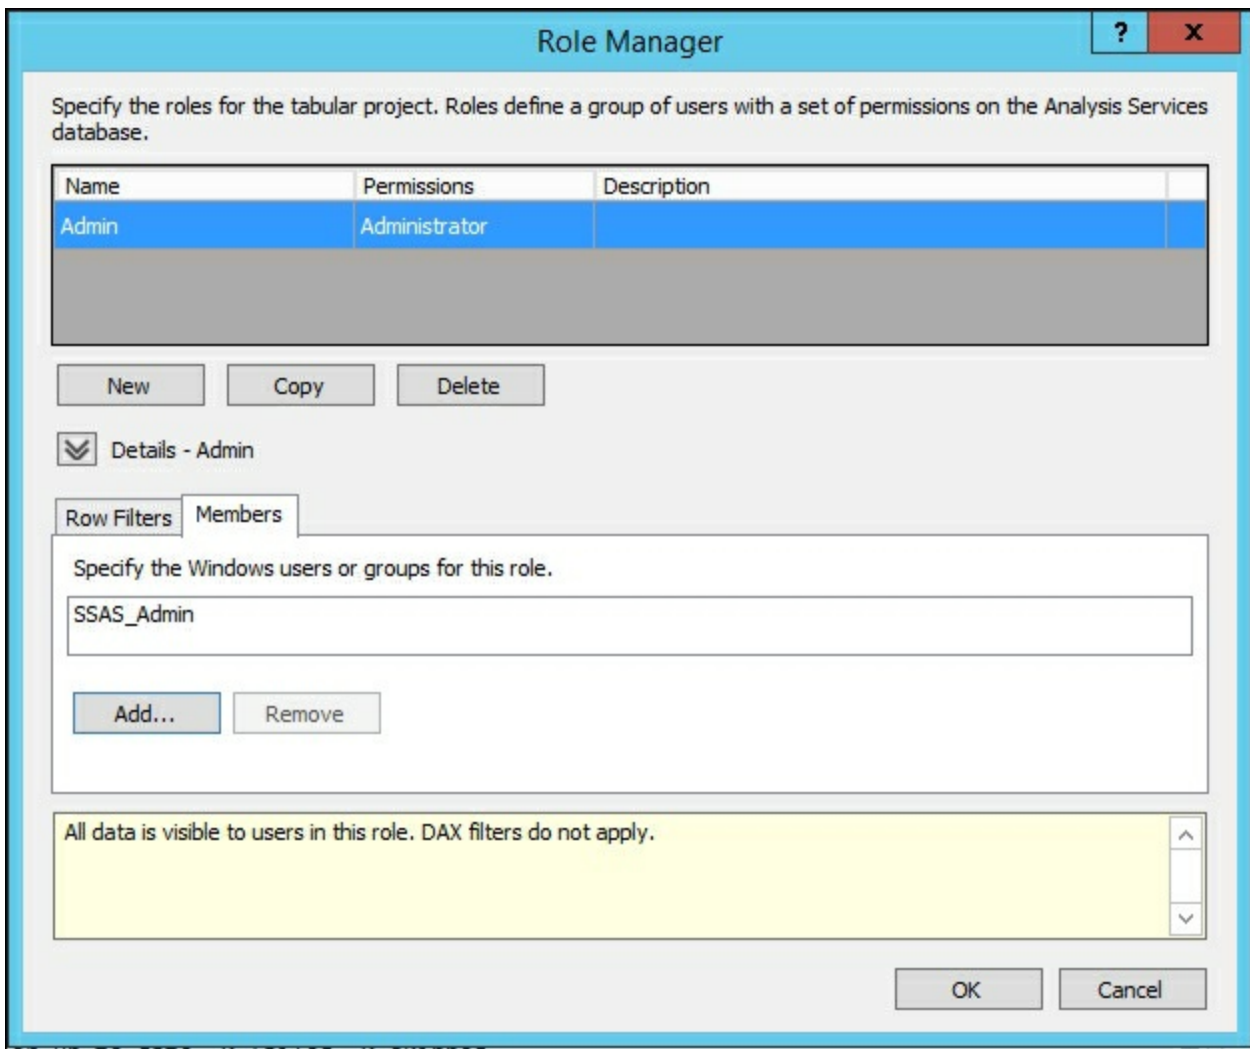 Role Manager
?
x
Specify the roles for the tabular project. Roles define a group of users with a set of permissions on the Analysis Services
database.
Name Permissions Description
Admin Administrator
New Copy Delete
Details - Admin
Row Filters Members
Specify the Windows users or groups for this role.
SSAS_Admin
Add... Remove
All data is visible to users in this role. DAX filters do not apply.
OK Cancel